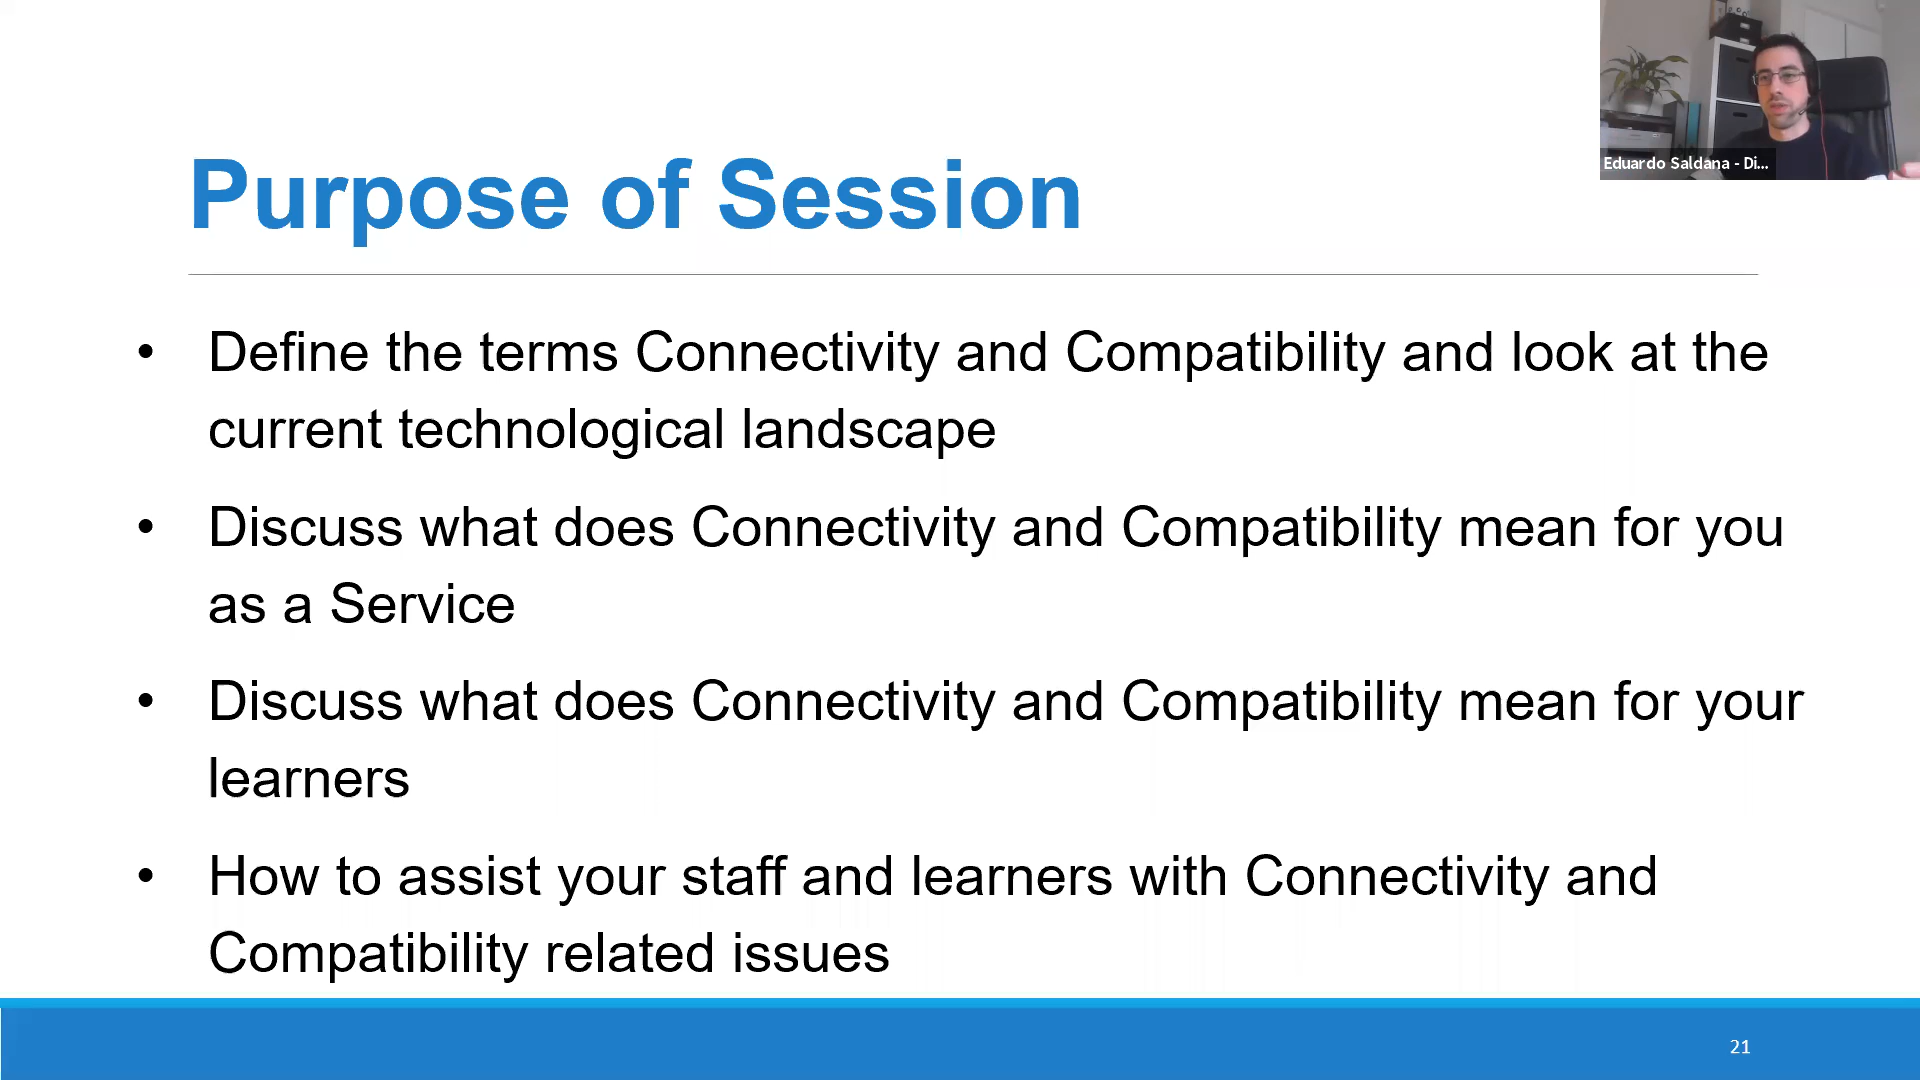 Eduardo Saldana - Di...
Purpose of Session
• Define the terms Connectivity and Compatibility and look at the
current technological landscape
• Discuss what does Connectivity and Compatibility mean for you
as a Service
• Discuss what does Connectivity and Compatibility mean for your
learners
• How to assist your staff and learners with Connectivity and
Compatibility related issues
21